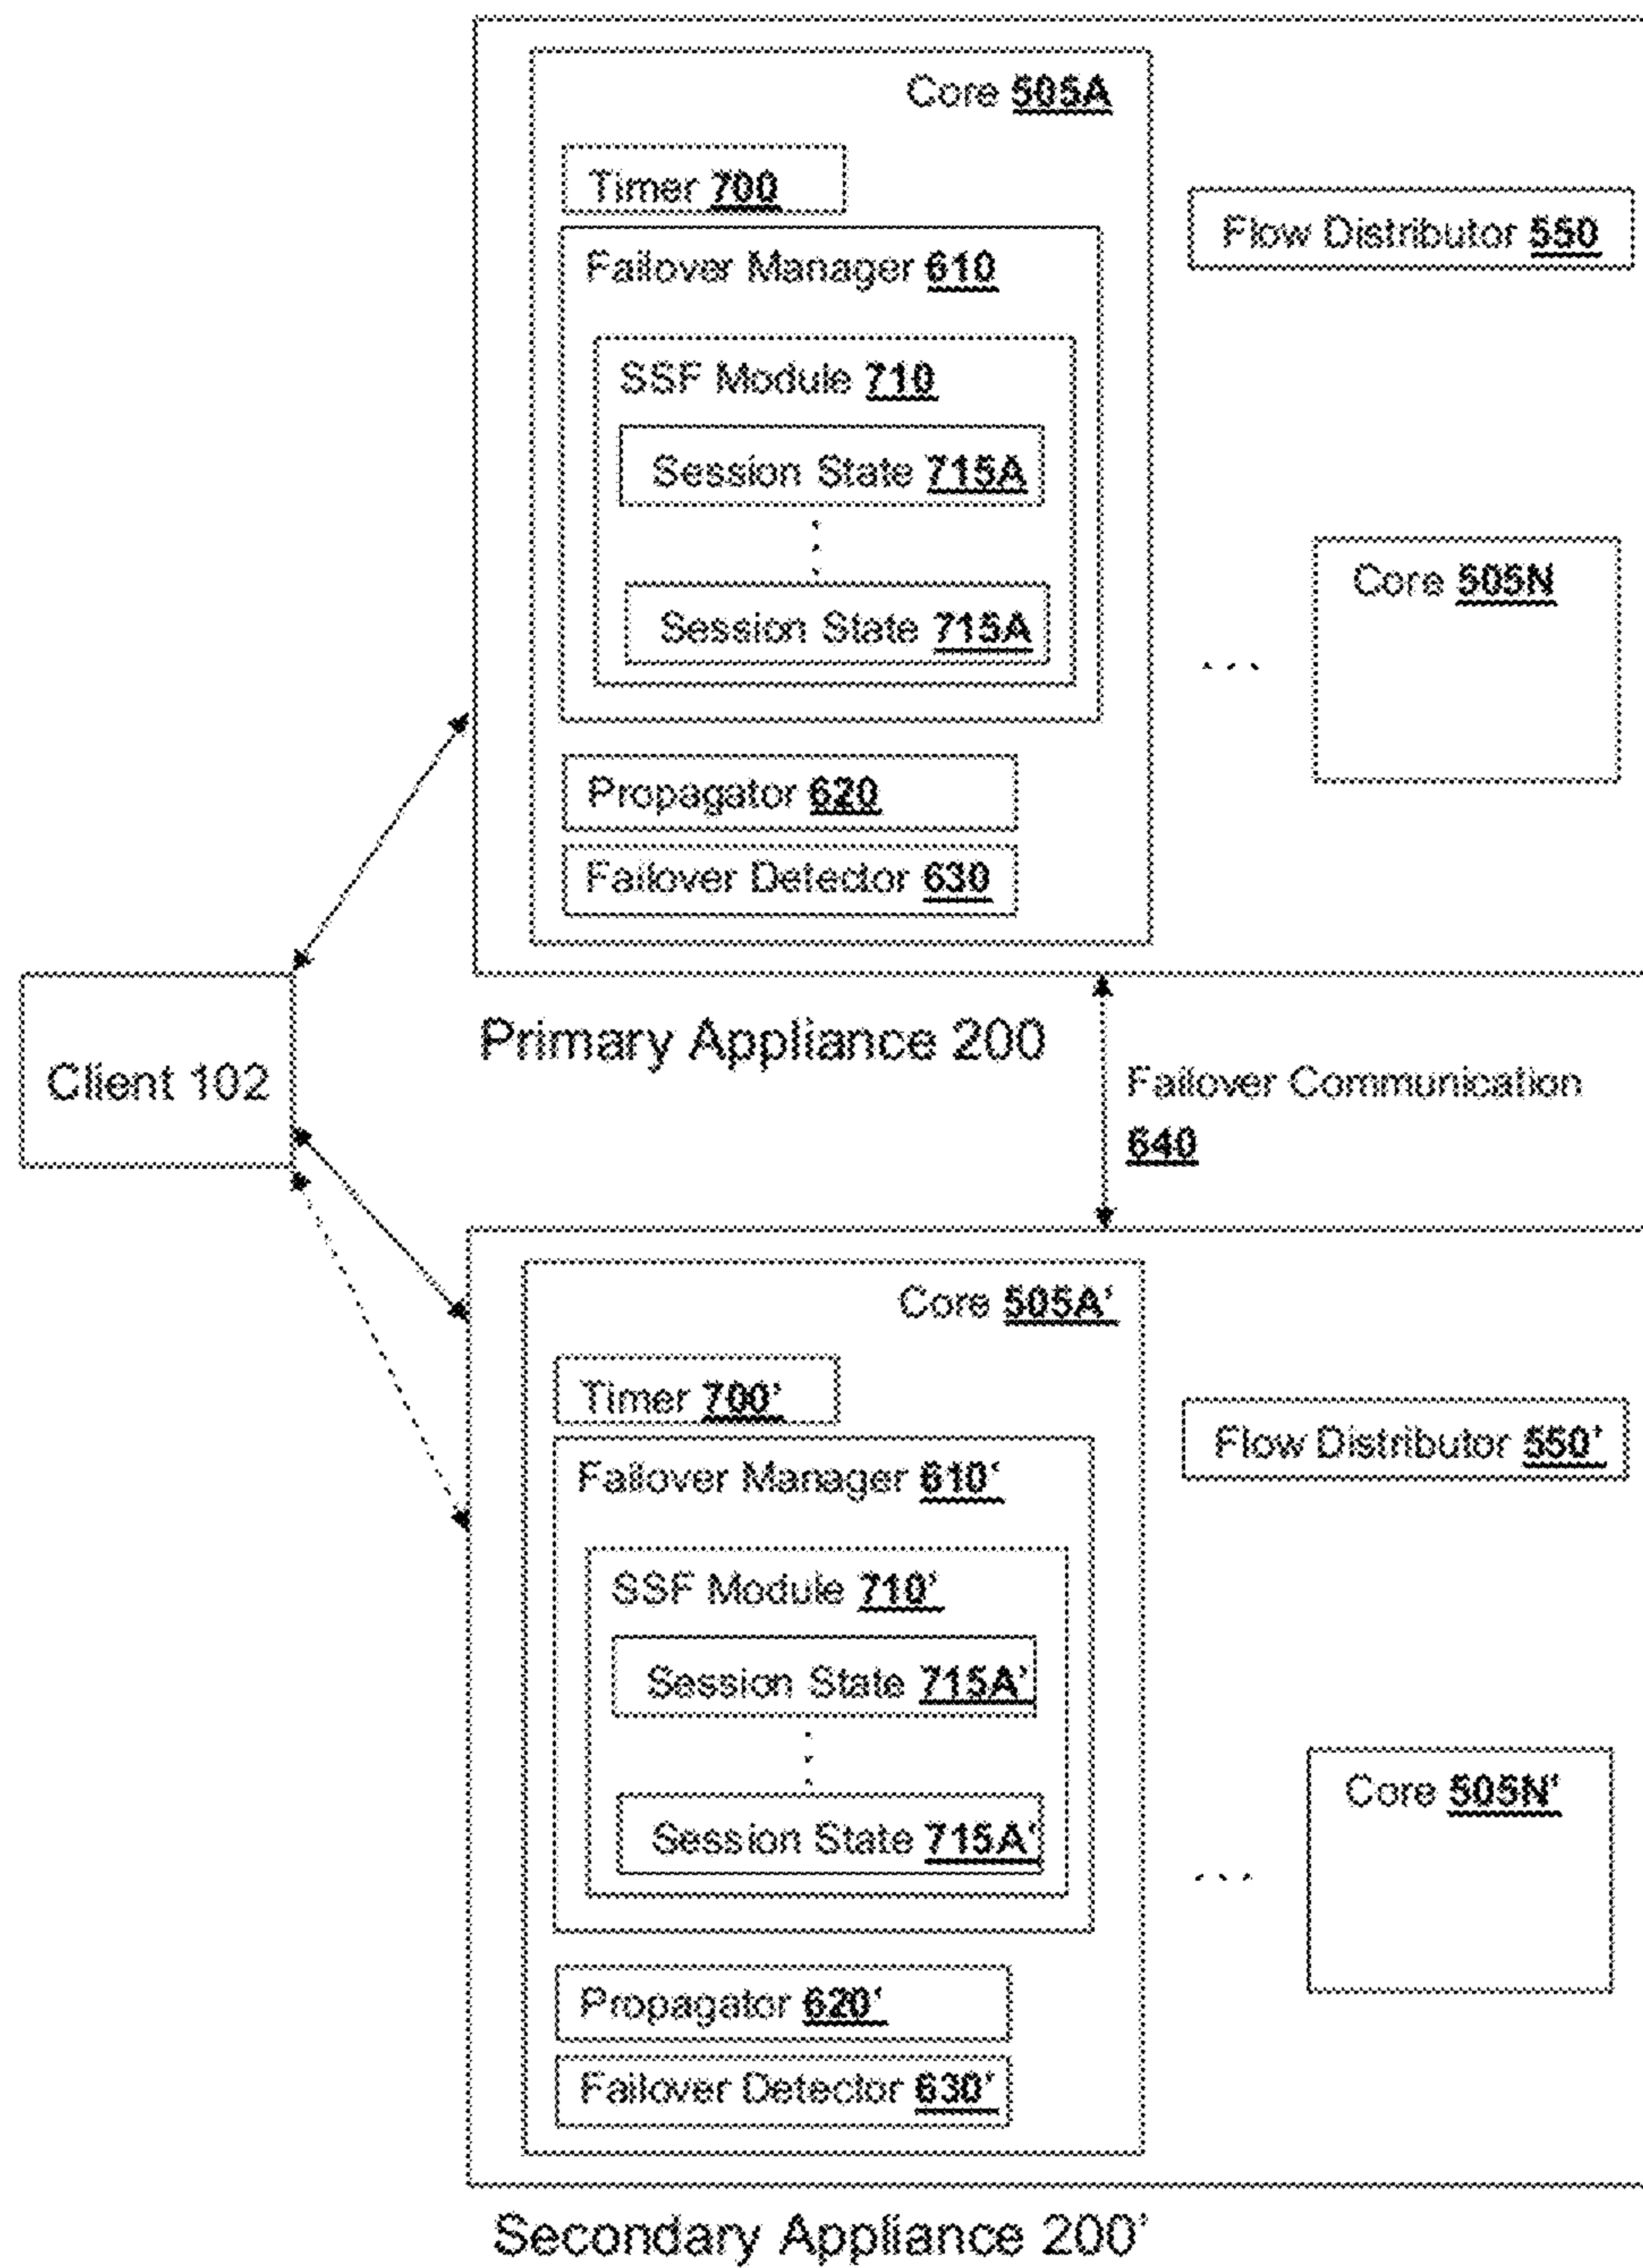 Core 505A
Timer 700
Flow Distributor 550
Failover Manager 610
SSF Module 710
Session State 715A
Core 505N
Session State 715A
Propagator 620
Failover Detector 630
Primary Appliance 200
Client 102
Failover Communication
640
Core 505A'
Timer 700'
Flow Distributor 550'
Failover Manager 610'
SSF Module 710'
Session State 715A'
Core 505N'
Session State 715A'
Propagator 620'
Failover Detector 630'
Secondary Appliance 200'